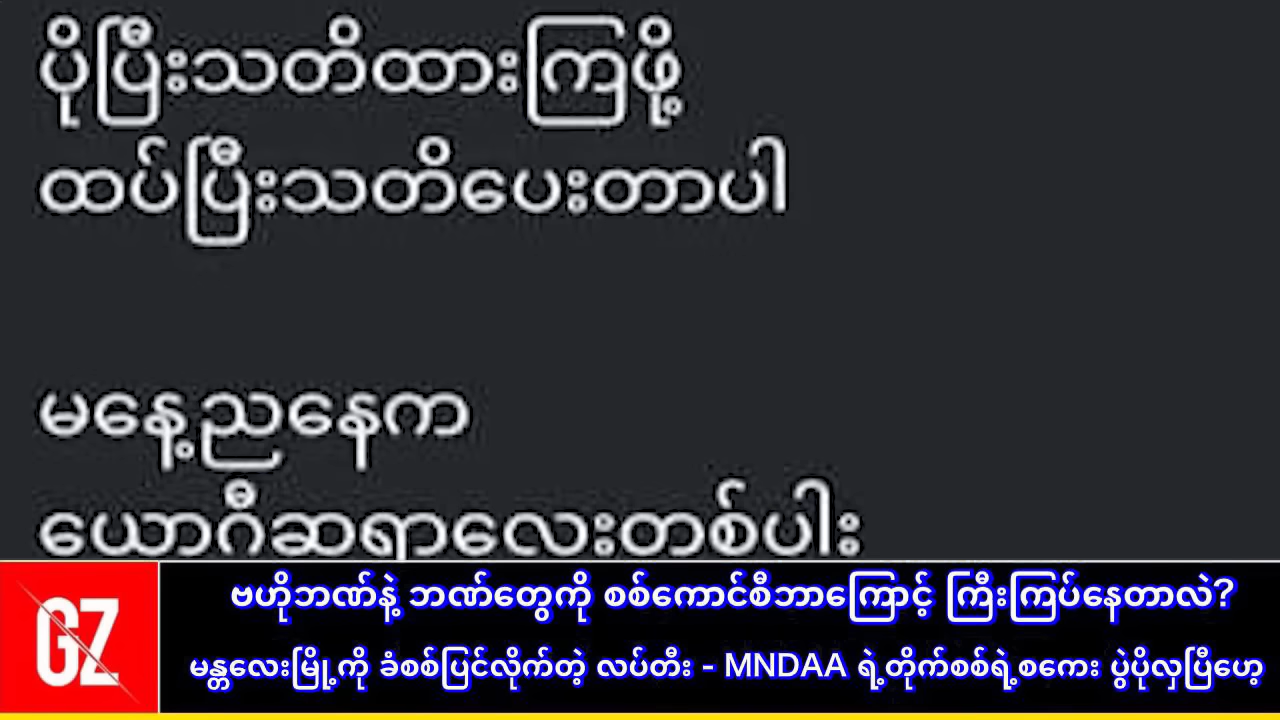 ပိုပြီးသတိထားကြဖို့
ထပ်ပြီးသတိပေးတာပါ
မနေ့ညနေက
ယောဂီဆရာလေးတစ်ပါး
GZ
ဗဟိုဘဏ်နဲ့ ဘဏ်တွေကို စစ်ကောင်စီဘာကြောင့် ကြီးကြပ်နေတာလဲ?
မန္တလေးမြို့ကို ခံစစ်ပြင်လိုက်တဲ့ လပ်တီး - MNDAA ရဲ့တိုက်စစ်ရဲ့စကေး ပွဲပိုလှပြီဟေ့